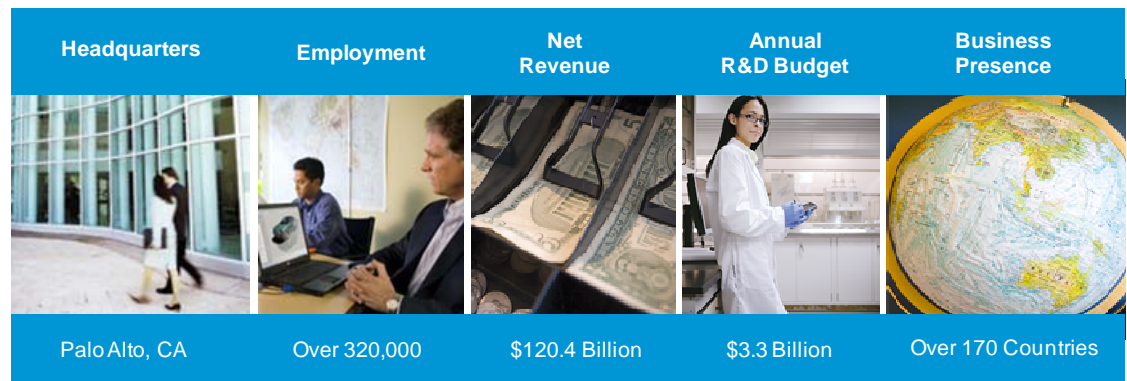 Headquarters
Employment
Net
Revenue
Annual
R&D Budget
Business
Presence
Palo Alto, CA
Over 320,000
$120.4 Billion
$3.3 Billion
Over 170 Countries